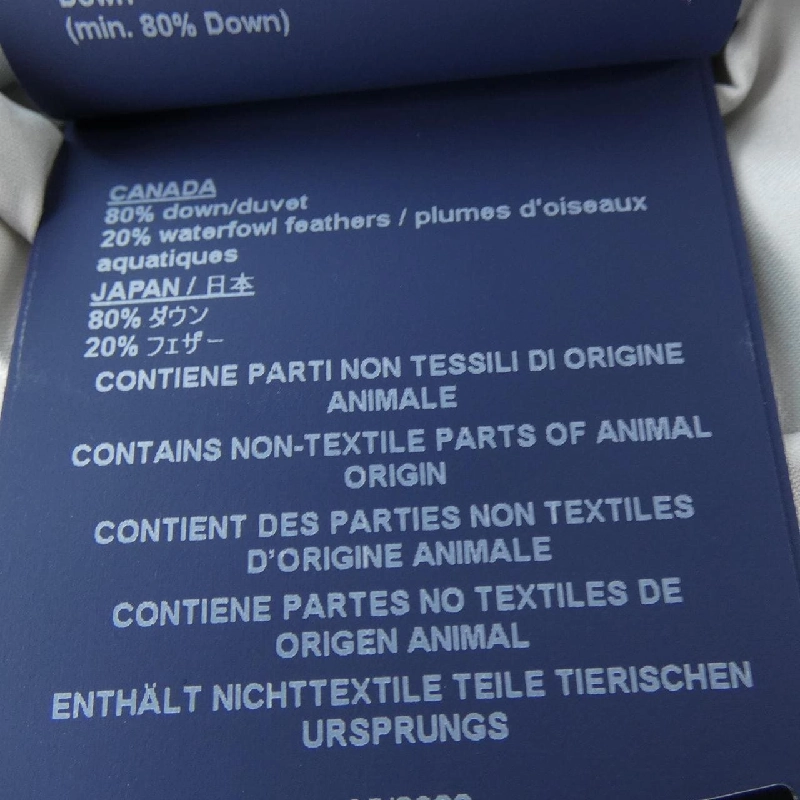 (min. 80% Down)
CANADA
80% down/duvet
20% waterfowl feathers / plumes d'oiseaux
aquatiques
JAPAN / 日本
80% ダウン
20% フェザー
CONTIENE PARTI NON TESSILI DI ORIGINE
ANIMALE
CONTAINS NON-TEXTILE PARTS OF ANIMAL
ORIGIN
CONTIENT DES PARTIES NON TEXTILES
D'ORIGINE ANIMALE
CONTIENE PARTES NO TEXTILES DE
ORIGEN ANIMAL
ENTHÄLT NICHTTEXTILE TEILE TIERISCHEN
URSPRUNGS